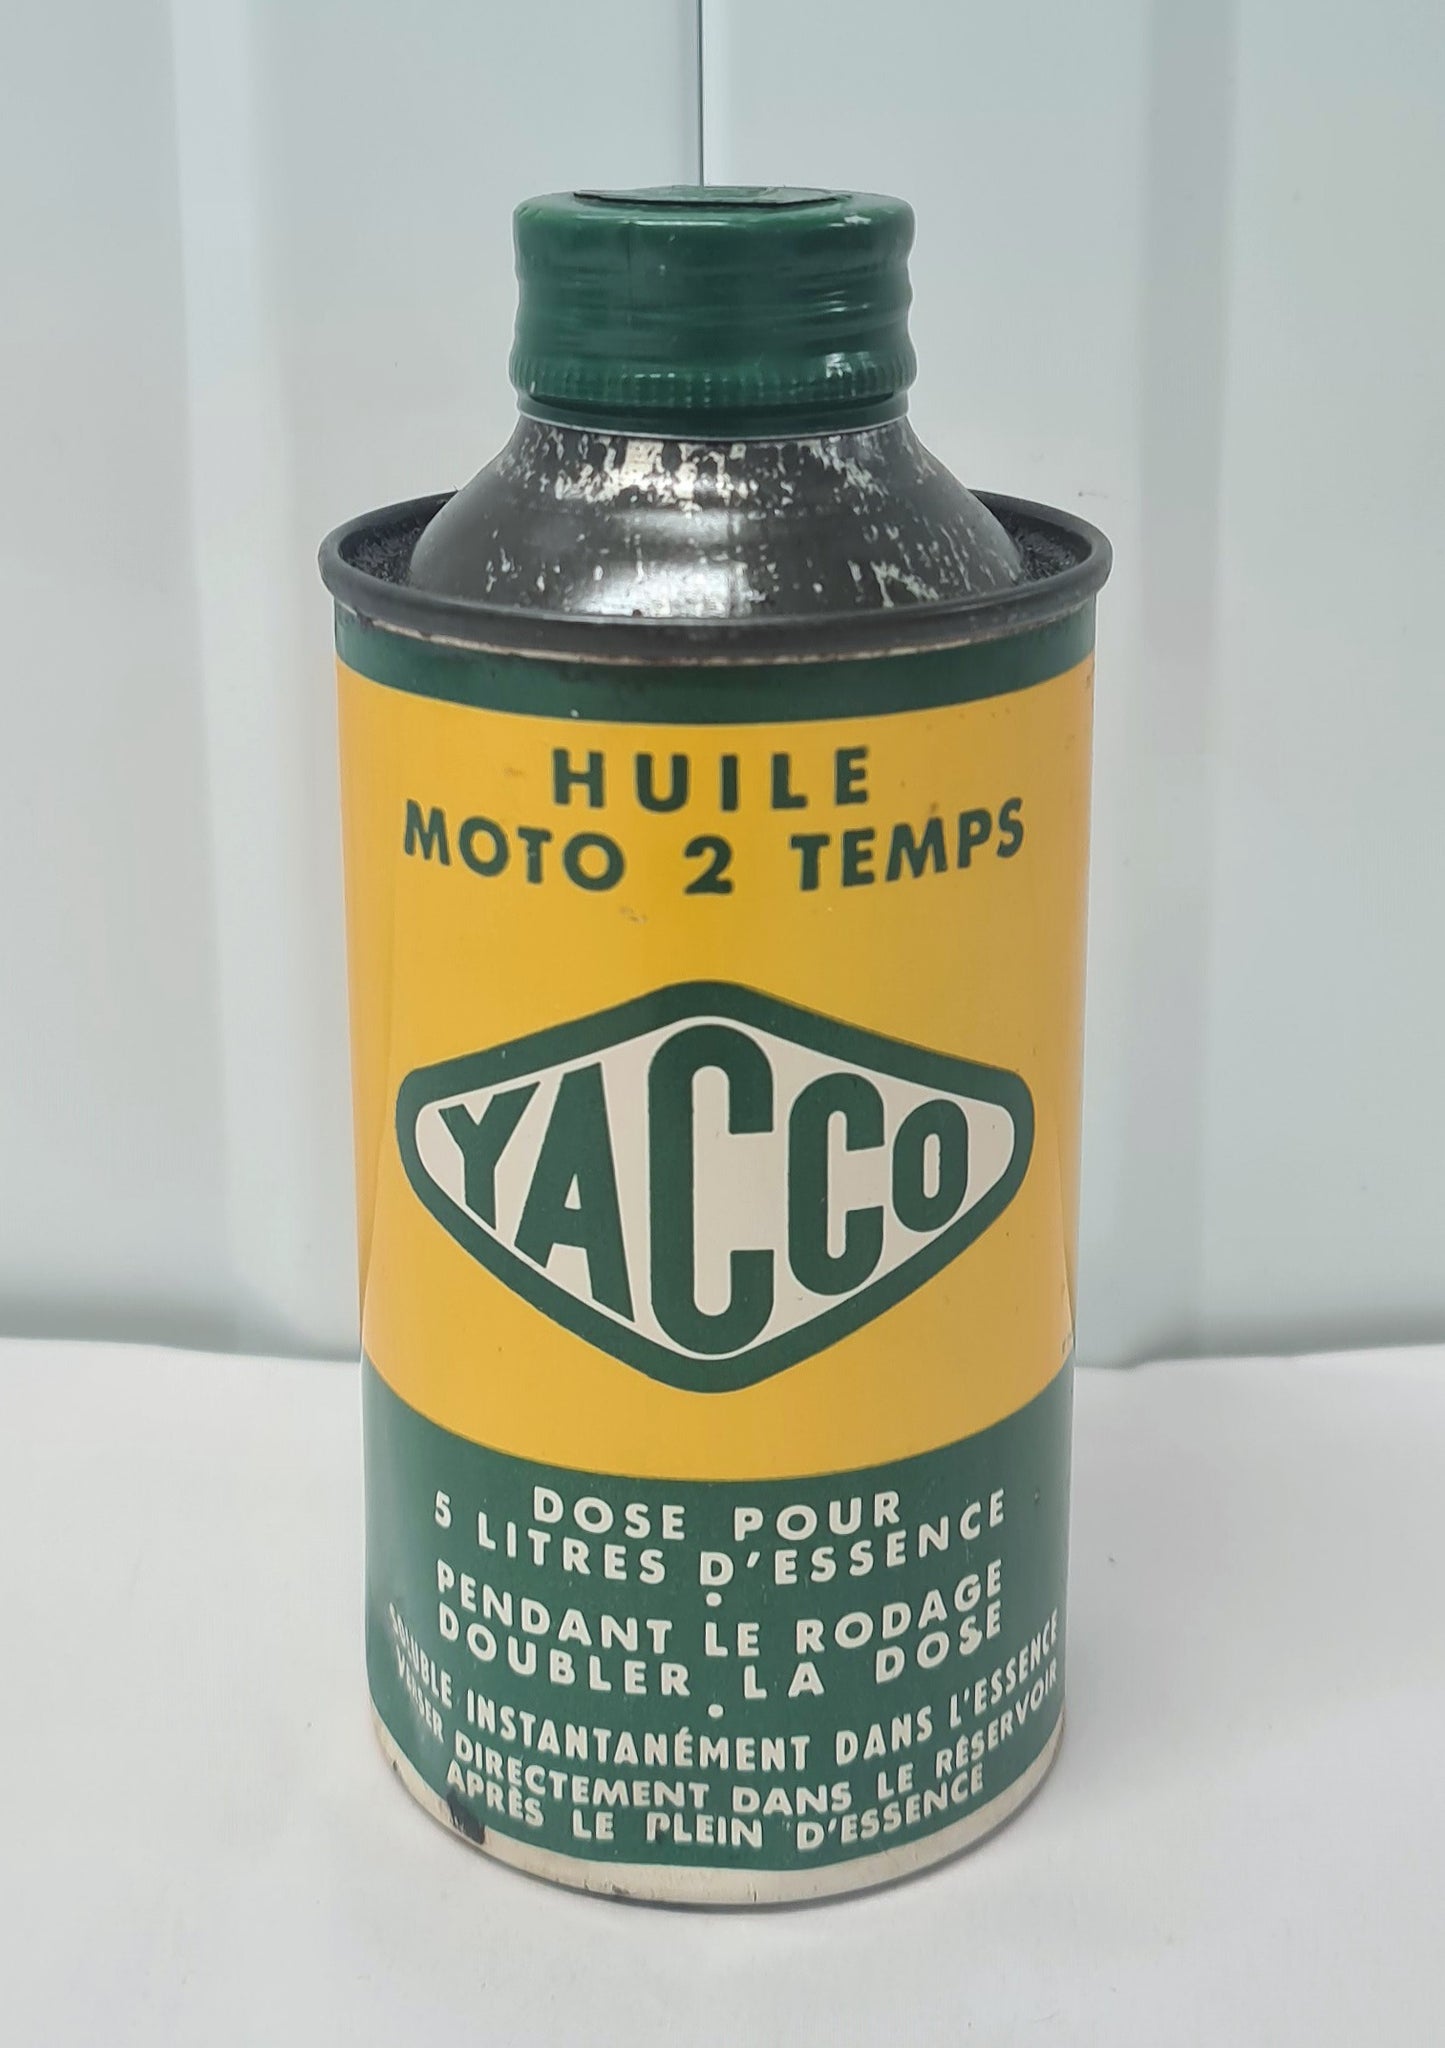 HUILE
MOTO 2 TEMPS
YACCO
DOSE POUR
5 LITRES D'ESSENCE
•
PENDANT LE RODAGE
DOUBLER LA DOSE
•
SOLUBLE INSTANTANÉMENT DANS L'ESSENCE
VERSER DIRECTEMENT DANS LE RÉSERVOIR
APRÈS LE PLEIN D'ESSENCE